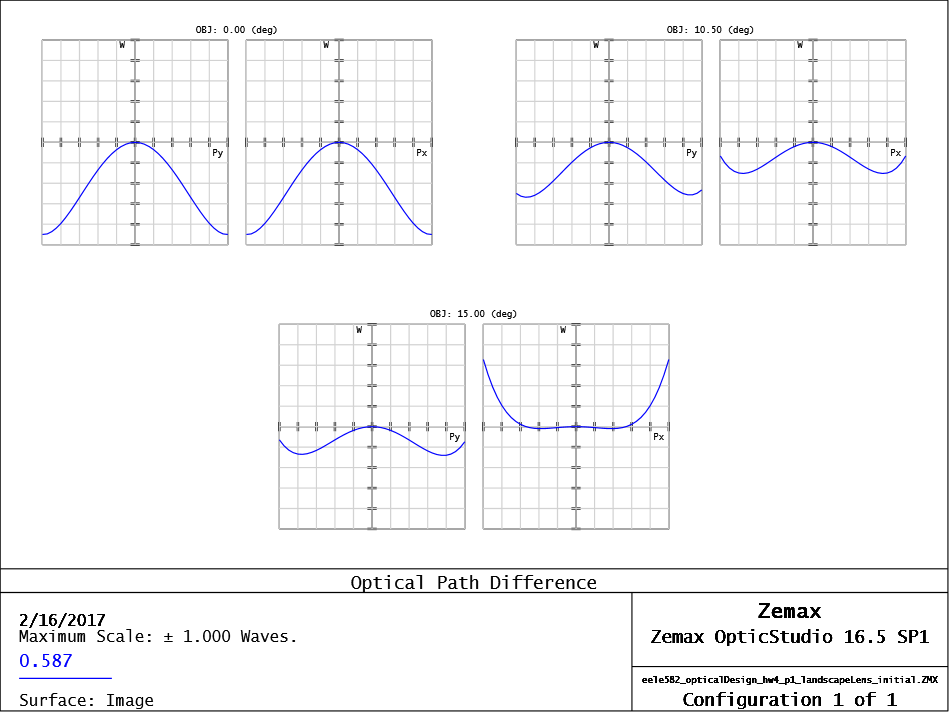 OBJ: 0.00 (deg)
OBJ: 10.50 (deg)
W
W
W
W
Py
Px
Py
Px
OBJ: 15.00 (deg)
W
W
Py
Px
Optical Path Difference
2/16/2017
Maximum Scale: ± 1.000 Waves.
0.587
Surface: Image
Zemax
Zemax OpticStudio 16.5 SP1
eele582_opticalDesign_hw4_p1_landscapeLens_initial.ZMX
Configuration 1 of 1